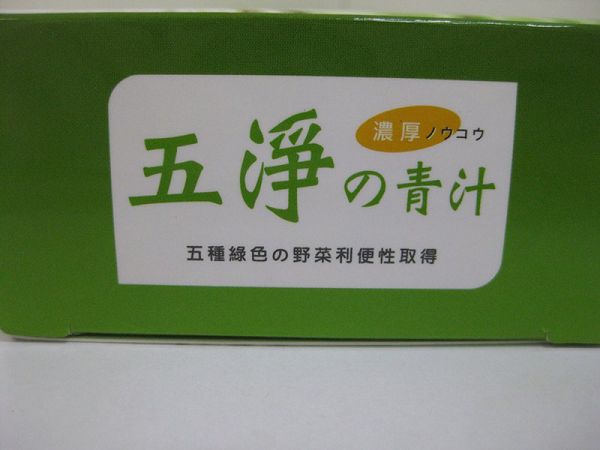 濃厚 ノウコウ
五淨の青汁
五種綠色の野菜利便性取得